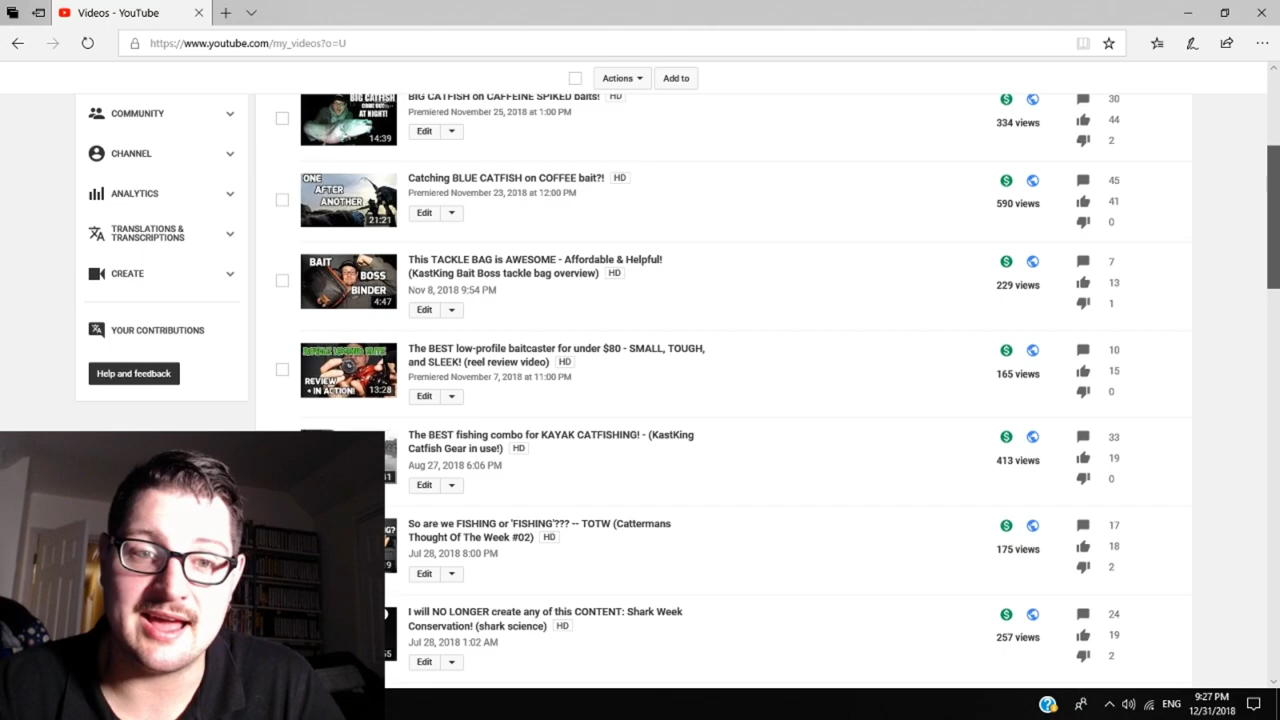 Videos - YouTube
https://www.youtube.com/my_videos?o=U
Actions
Add to
COMMUNITY
CHANNEL
ANALYTICS
TRANSLATIONS &
TRANSCRIPTIONS
CREATE
YOUR CONTRIBUTIONS
Help and feedback
BIG CATFISH
COME OUT
AT NIGHT!
14:39
BIG CATFISH on CAFFEINE SPIKED baits! HD
Premiered November 25, 2018 at 1:00 PM
Edit
334 views
30
44
2
ONE
AFTER
ANOTHER
21:21
Catching BLUE CATFISH on COFFEE bait?! HD
Premiered November 23, 2018 at 12:00 PM
Edit
590 views
45
41
0
BAIT
BOSS
BINDER
4:47
This TACKLE BAG is AWESOME - Affordable & Helpful!
(KastKing Bait Boss tackle bag overview) HD
Nov 8, 2018 9:54 PM
Edit
229 views
7
13
1
REVIEW
+ IN ACTION!
13:28
The BEST low-profile baitcaster for under $80 - SMALL, TOUGH,
and SLEEK! (reel review video) HD
Premiered November 7, 2018 at 11:00 PM
Edit
165 views
10
15
0
The BEST fishing combo for KAYAK CATFISHING! - (KastKing
Catfish Gear in use!) HD
Aug 27, 2018 6:06 PM
Edit
413 views
33
19
0
So are we FISHING or 'FISHING'??? -- TOTW (Cattermans
Thought Of The Week #02) HD
Jul 28, 2018 8:00 PM
Edit
175 views
17
18
2
I will NO LONGER create any of this CONTENT: Shark Week
Conservation! (shark science) HD
Jul 28, 2018 1:02 AM
Edit
257 views
24
19
2
55
ENG
9:27 PM
12/31/2018